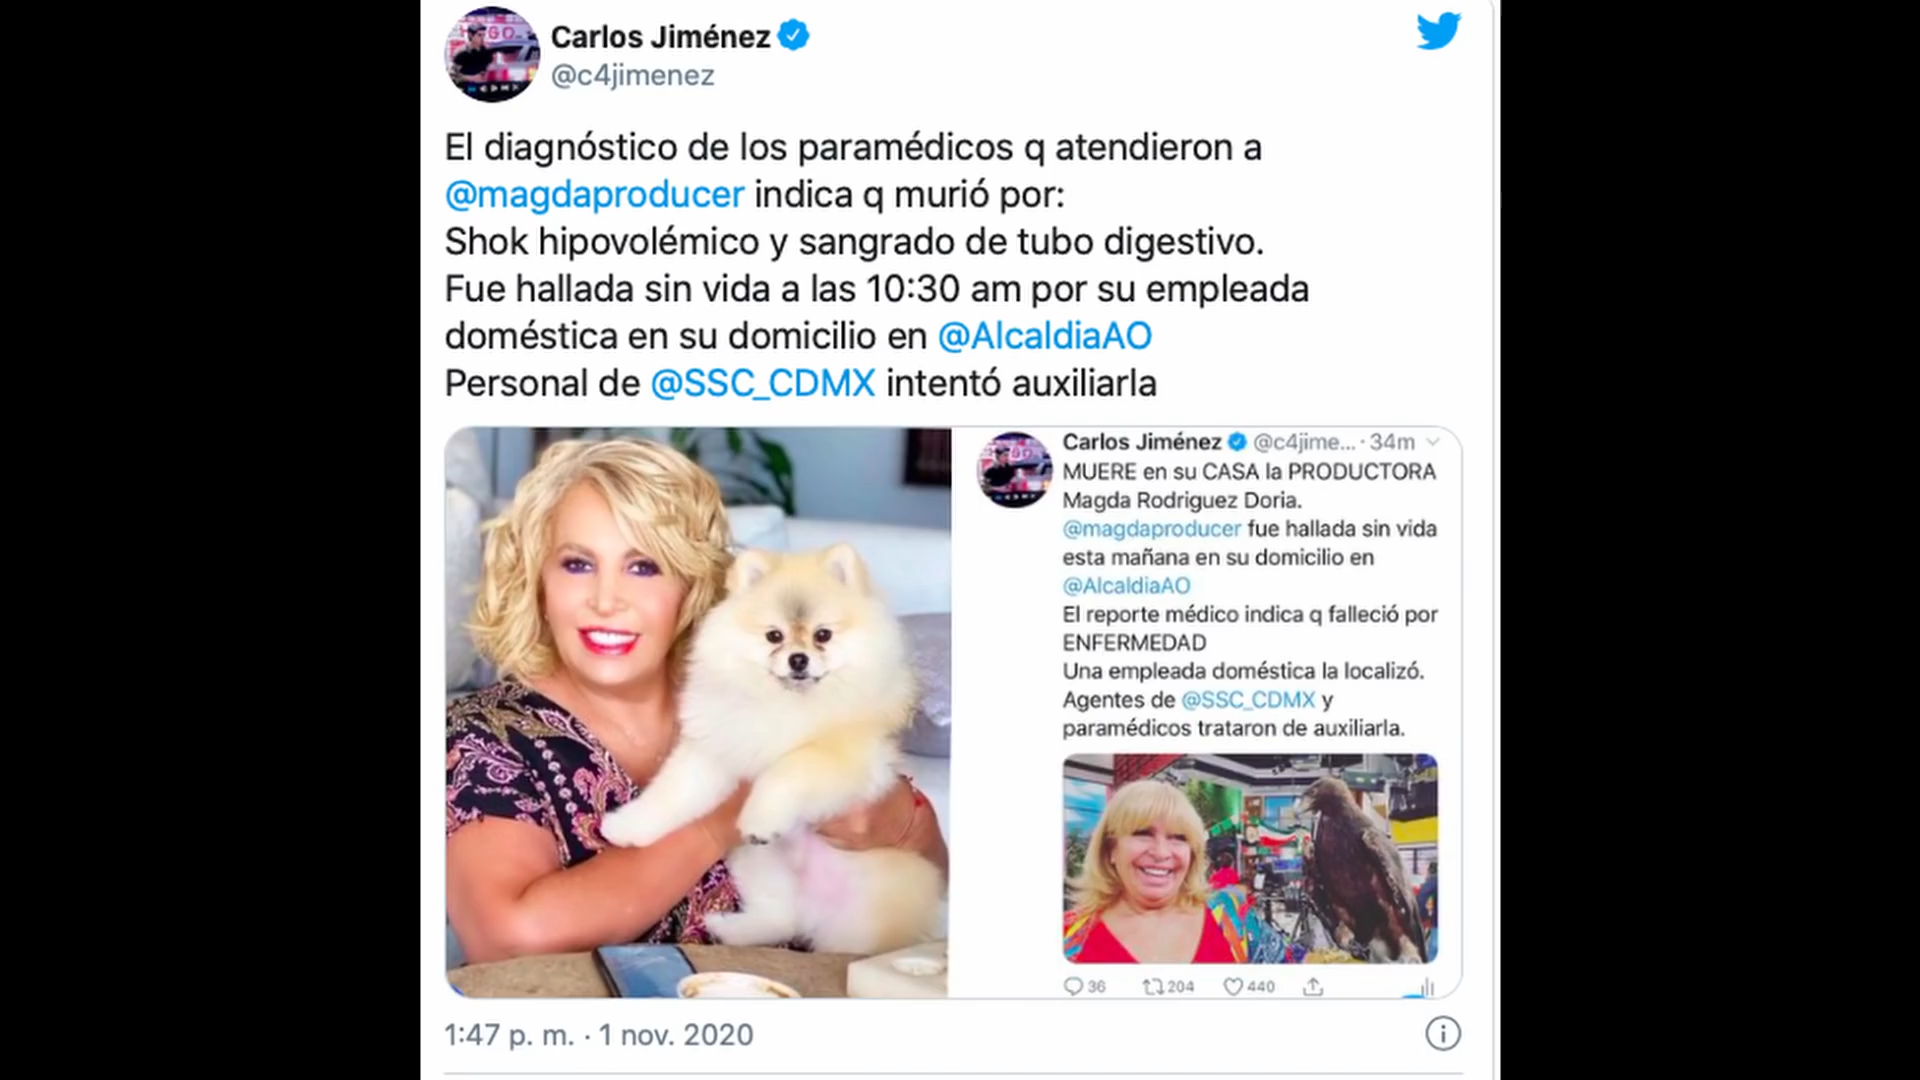 Carlos Jiménez
@c4jimenez
El diagnóstico de los paramédicos q atendieron a
@magdaproducer indica q murió por:
Shok hipovolémico y sangrado de tubo digestivo.
Fue hallada sin vida a las 10:30 am por su empleada
doméstica en su domicilio en @AlcaldiaAO
Personal de @SSC_CDMX intentó auxiliarla
Carlos Jiménez @c4jime... · 34m
MUERE en su CASA la PRODUCTORA
Magda Rodriguez Doria.
@magdaproducer fue hallada sin vida
esta mañana en su domicilio en
@AlcaldiaAO
El reporte médico indica q falleció por
ENFERMEDAD
Una empleada doméstica la localizó.
Agentes de @SSC_CDMX y
paramédicos trataron de auxiliarla.
36 204 440
1:47 p. m. · 1 nov. 2020